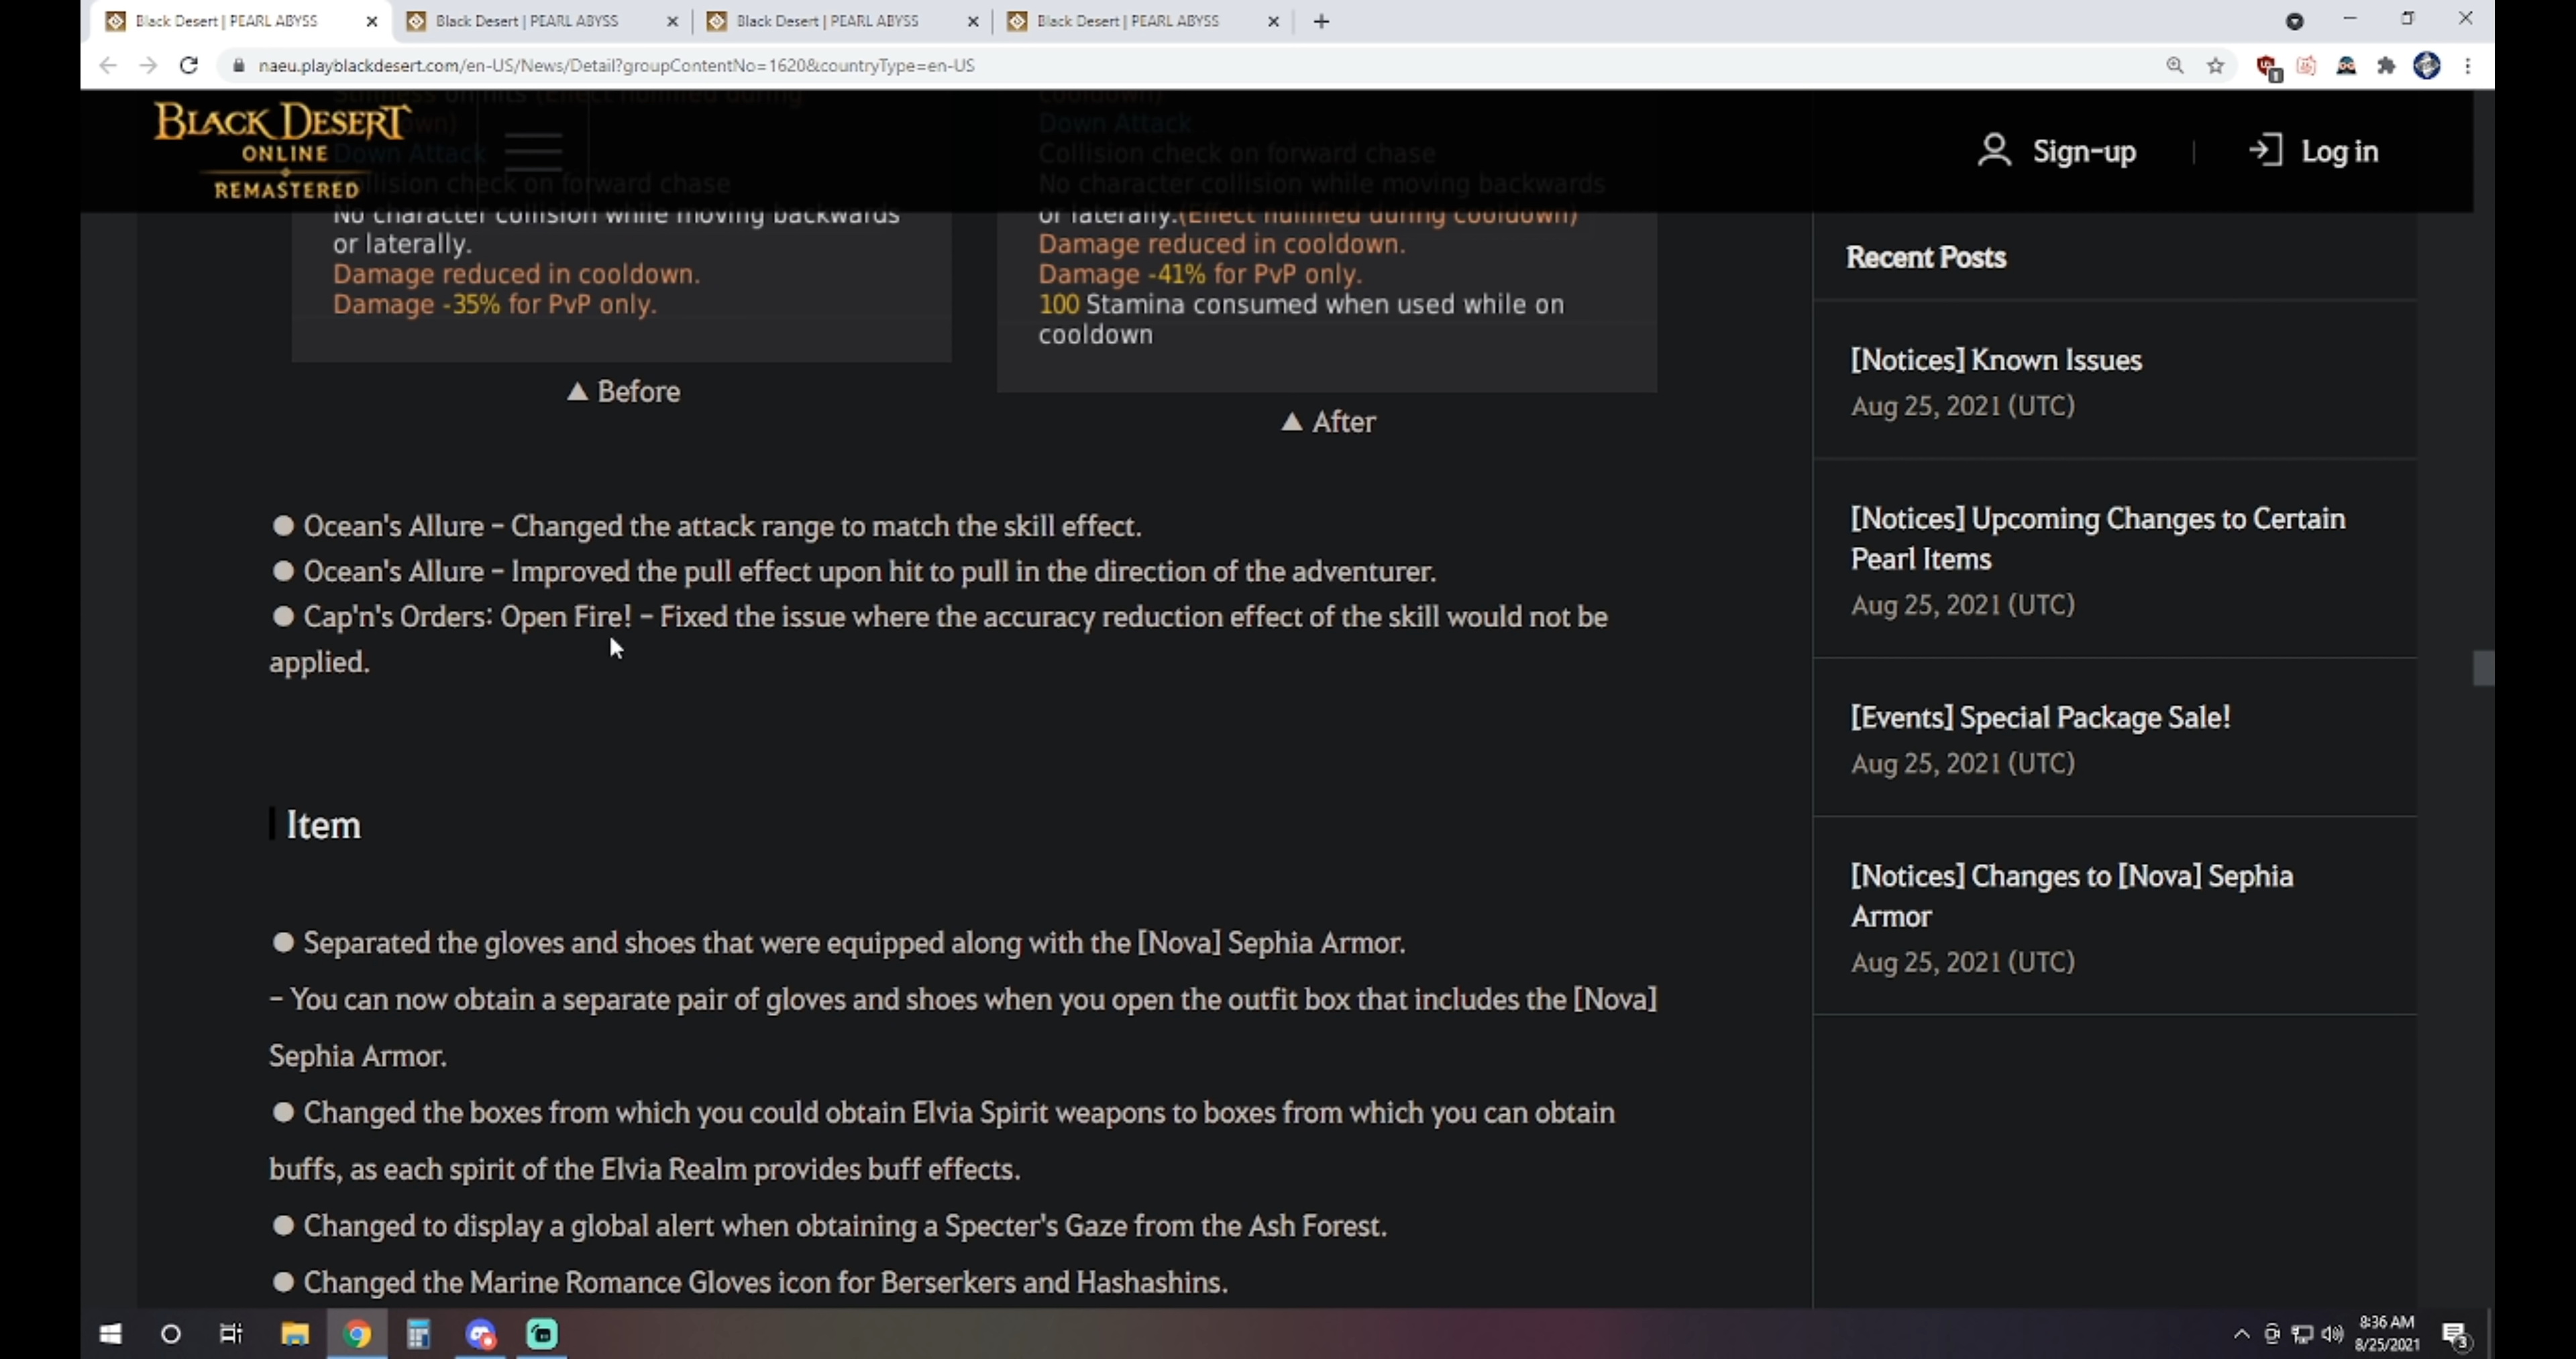 Black Desert | PEARL ABYSS
Black Desert | PEARL ABYSS
Black Desert | PEARL ABYSS
Black Desert | PEARL ABYSS
naeu.playblackdesert.com/en-US/News/Detail?groupContentNo=1620&countryType=en-US
BLACK DESERT
ONLINE
REMASTERED
Sign-up
Log in
Down Attack
Collision check on forward chase
No character collision while moving backwards
or laterally.
Damage reduced in cooldown.
Damage -35% for PvP only.
▲ Before
cooldown)
Down Attack
Collision check on forward chase
No character collision while moving backwards
or laterally.(Effect nullified during cooldown)
Damage reduced in cooldown.
Damage -41% for PvP only.
100 Stamina consumed when used while on
cooldown
▲ After
● Ocean's Allure – Changed the attack range to match the skill effect.
● Ocean's Allure – Improved the pull effect upon hit to pull in the direction of the adventurer.
● Cap'n's Orders: Open Fire! – Fixed the issue where the accuracy reduction effect of the skill would not be
applied.
Item
● Separated the gloves and shoes that were equipped along with the [Nova] Sephia Armor.
– You can now obtain a separate pair of gloves and shoes when you open the outfit box that includes the [Nova]
Sephia Armor.
● Changed the boxes from which you could obtain Elvia Spirit weapons to boxes from which you can obtain
buffs, as each spirit of the Elvia Realm provides buff effects.
● Changed to display a global alert when obtaining a Specter's Gaze from the Ash Forest.
● Changed the Marine Romance Gloves icon for Berserkers and Hashashins.
Recent Posts
[Notices] Known Issues
Aug 25, 2021 (UTC)
[Notices] Upcoming Changes to Certain
Pearl Items
Aug 25, 2021 (UTC)
[Events] Special Package Sale!
Aug 25, 2021 (UTC)
[Notices] Changes to [Nova] Sephia
Armor
Aug 25, 2021 (UTC)
8:36 AM
8/25/2021
3